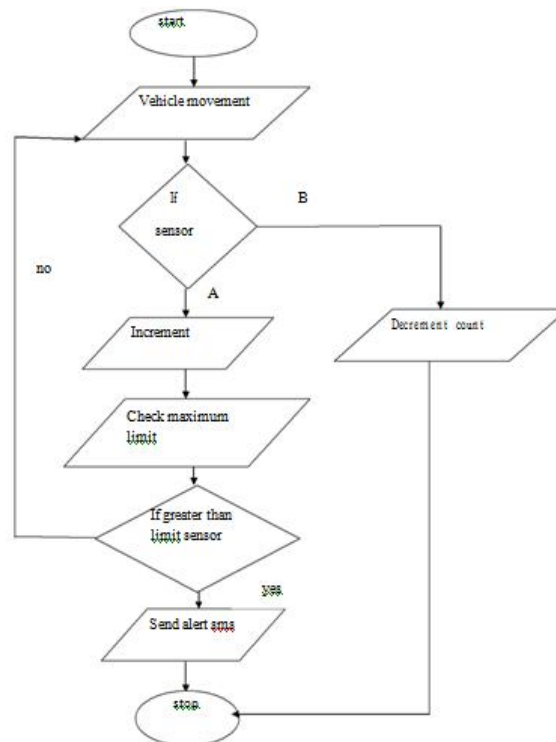 start
Vehicle movement
If
sensor
B
no
A
Increment
Decrement count
Check maximum
limit
If greater than
limit sensor
yes
Send alert sms
stop